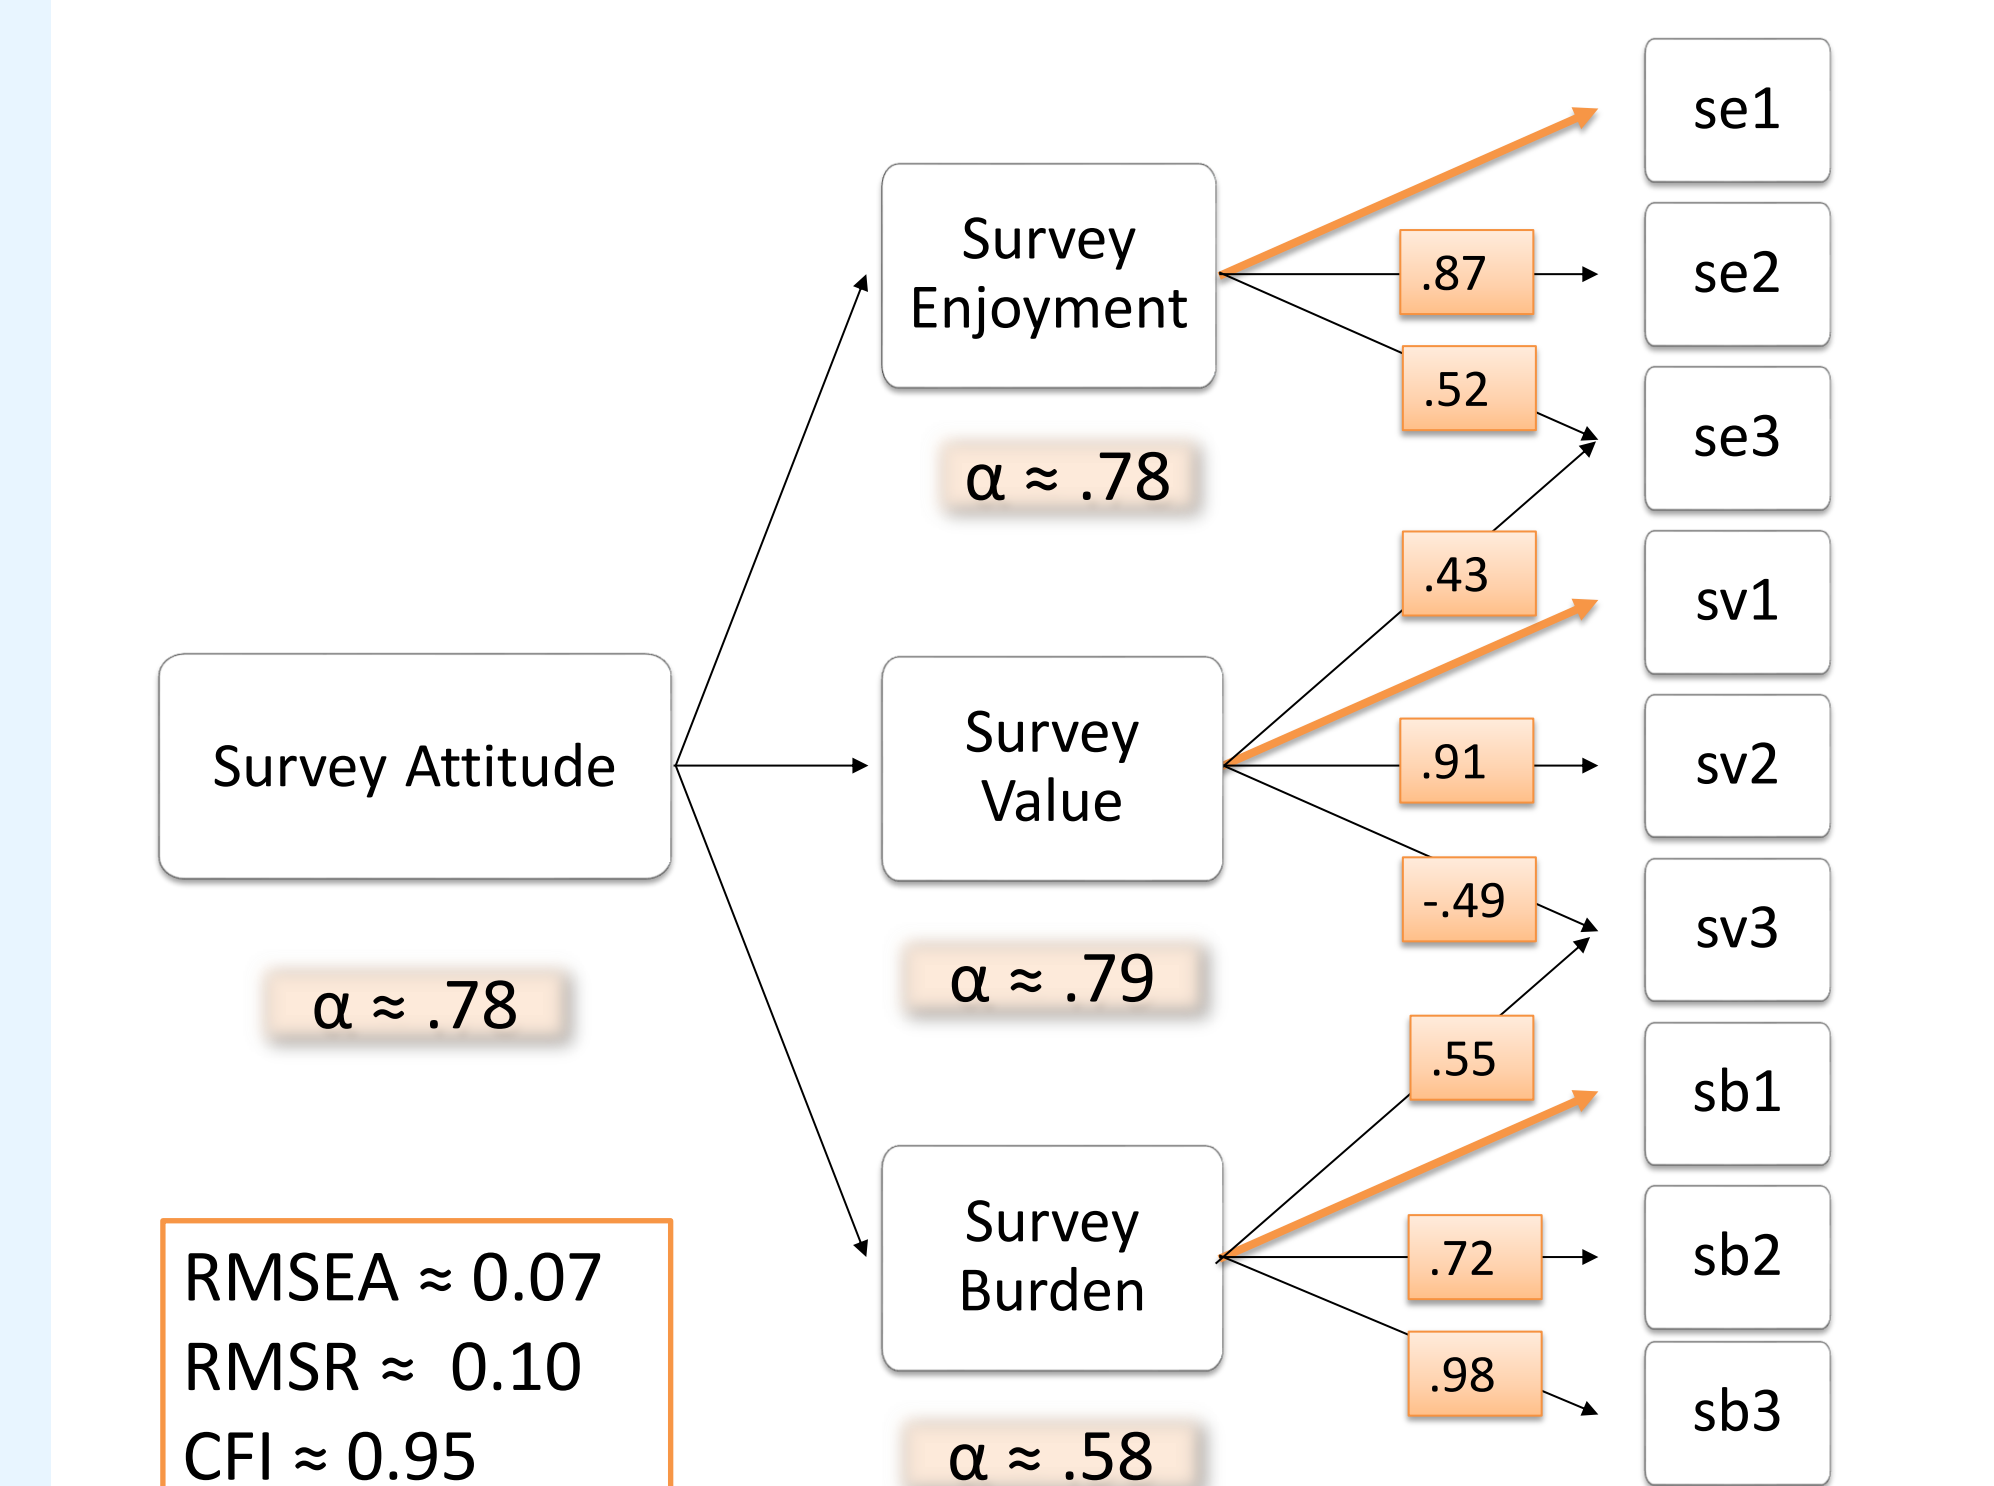 se1
Survey
Enjoyment
.87
se2
.52
se3
α ≈ .78
.43
sv1
Survey Attitude
Survey
Value
.91
sv2
-.49
sv3
α ≈ .78
α ≈ .79
.55
sb1
Survey
Burden
.72
sb2
.98
sb3
RMSEA ≈ 0.07
RMSR ≈ 0.10
CFI ≈ 0.95
α ≈ .58